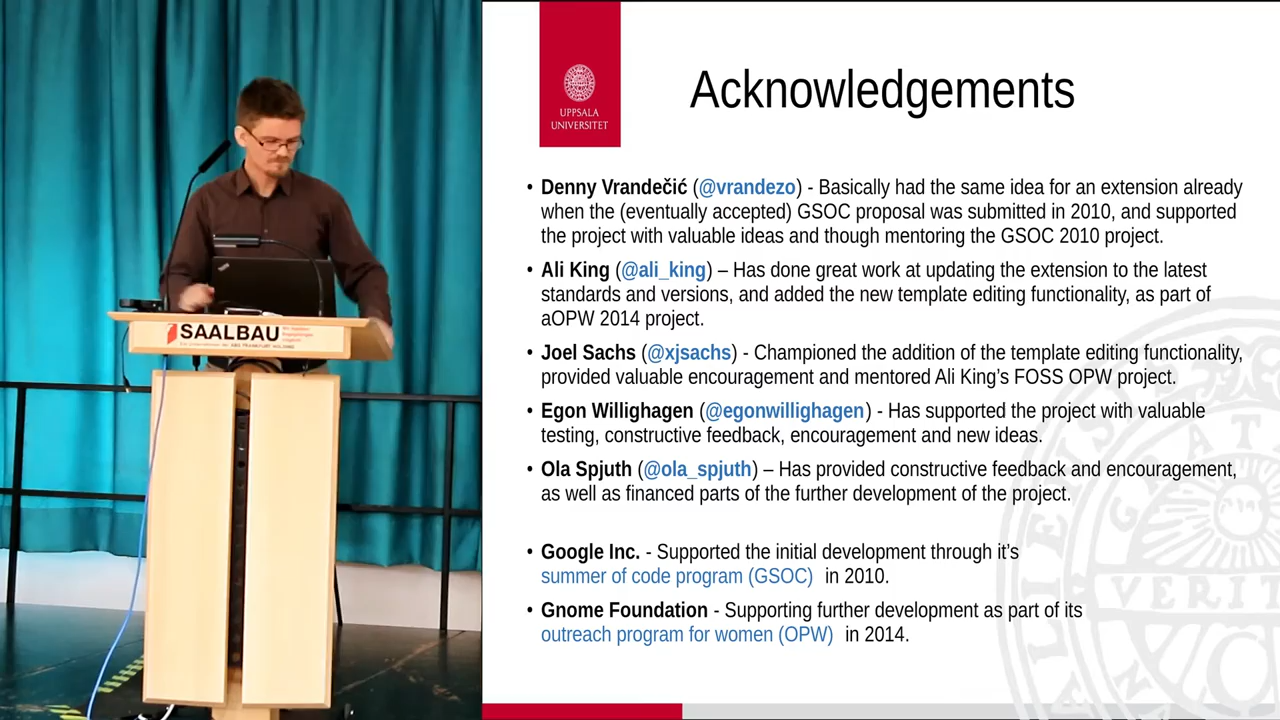 UPPSALA
UNIVERSITET
Acknowledgements
• Denny Vrandečić (@vrandezo) - Basically had the same idea for an extension already
when the (eventually accepted) GSOC proposal was submitted in 2010, and supported
the project with valuable ideas and though mentoring the GSOC 2010 project.
• Ali King (@ali_king) – Has done great work at updating the extension to the latest
standards and versions, and added the new template editing functionality, as part of
aOPW 2014 project.
• Joel Sachs (@xjsachs) - Championed the addition of the template editing functionality,
provided valuable encouragement and mentored Ali King's FOSS OPW project.
• Egon Willighagen (@egonwillighagen) - Has supported the project with valuable
testing, constructive feedback, encouragement and new ideas.
• Ola Spjuth (@ola_spjuth) – Has provided constructive feedback and encouragement,
as well as financed parts of the further development of the project.
• Google Inc. - Supported the initial development through it's
summer of code program (GSOC) in 2010.
• Gnome Foundation - Supporting further development as part of its
outreach program for women (OPW) in 2014.
SAALBAU